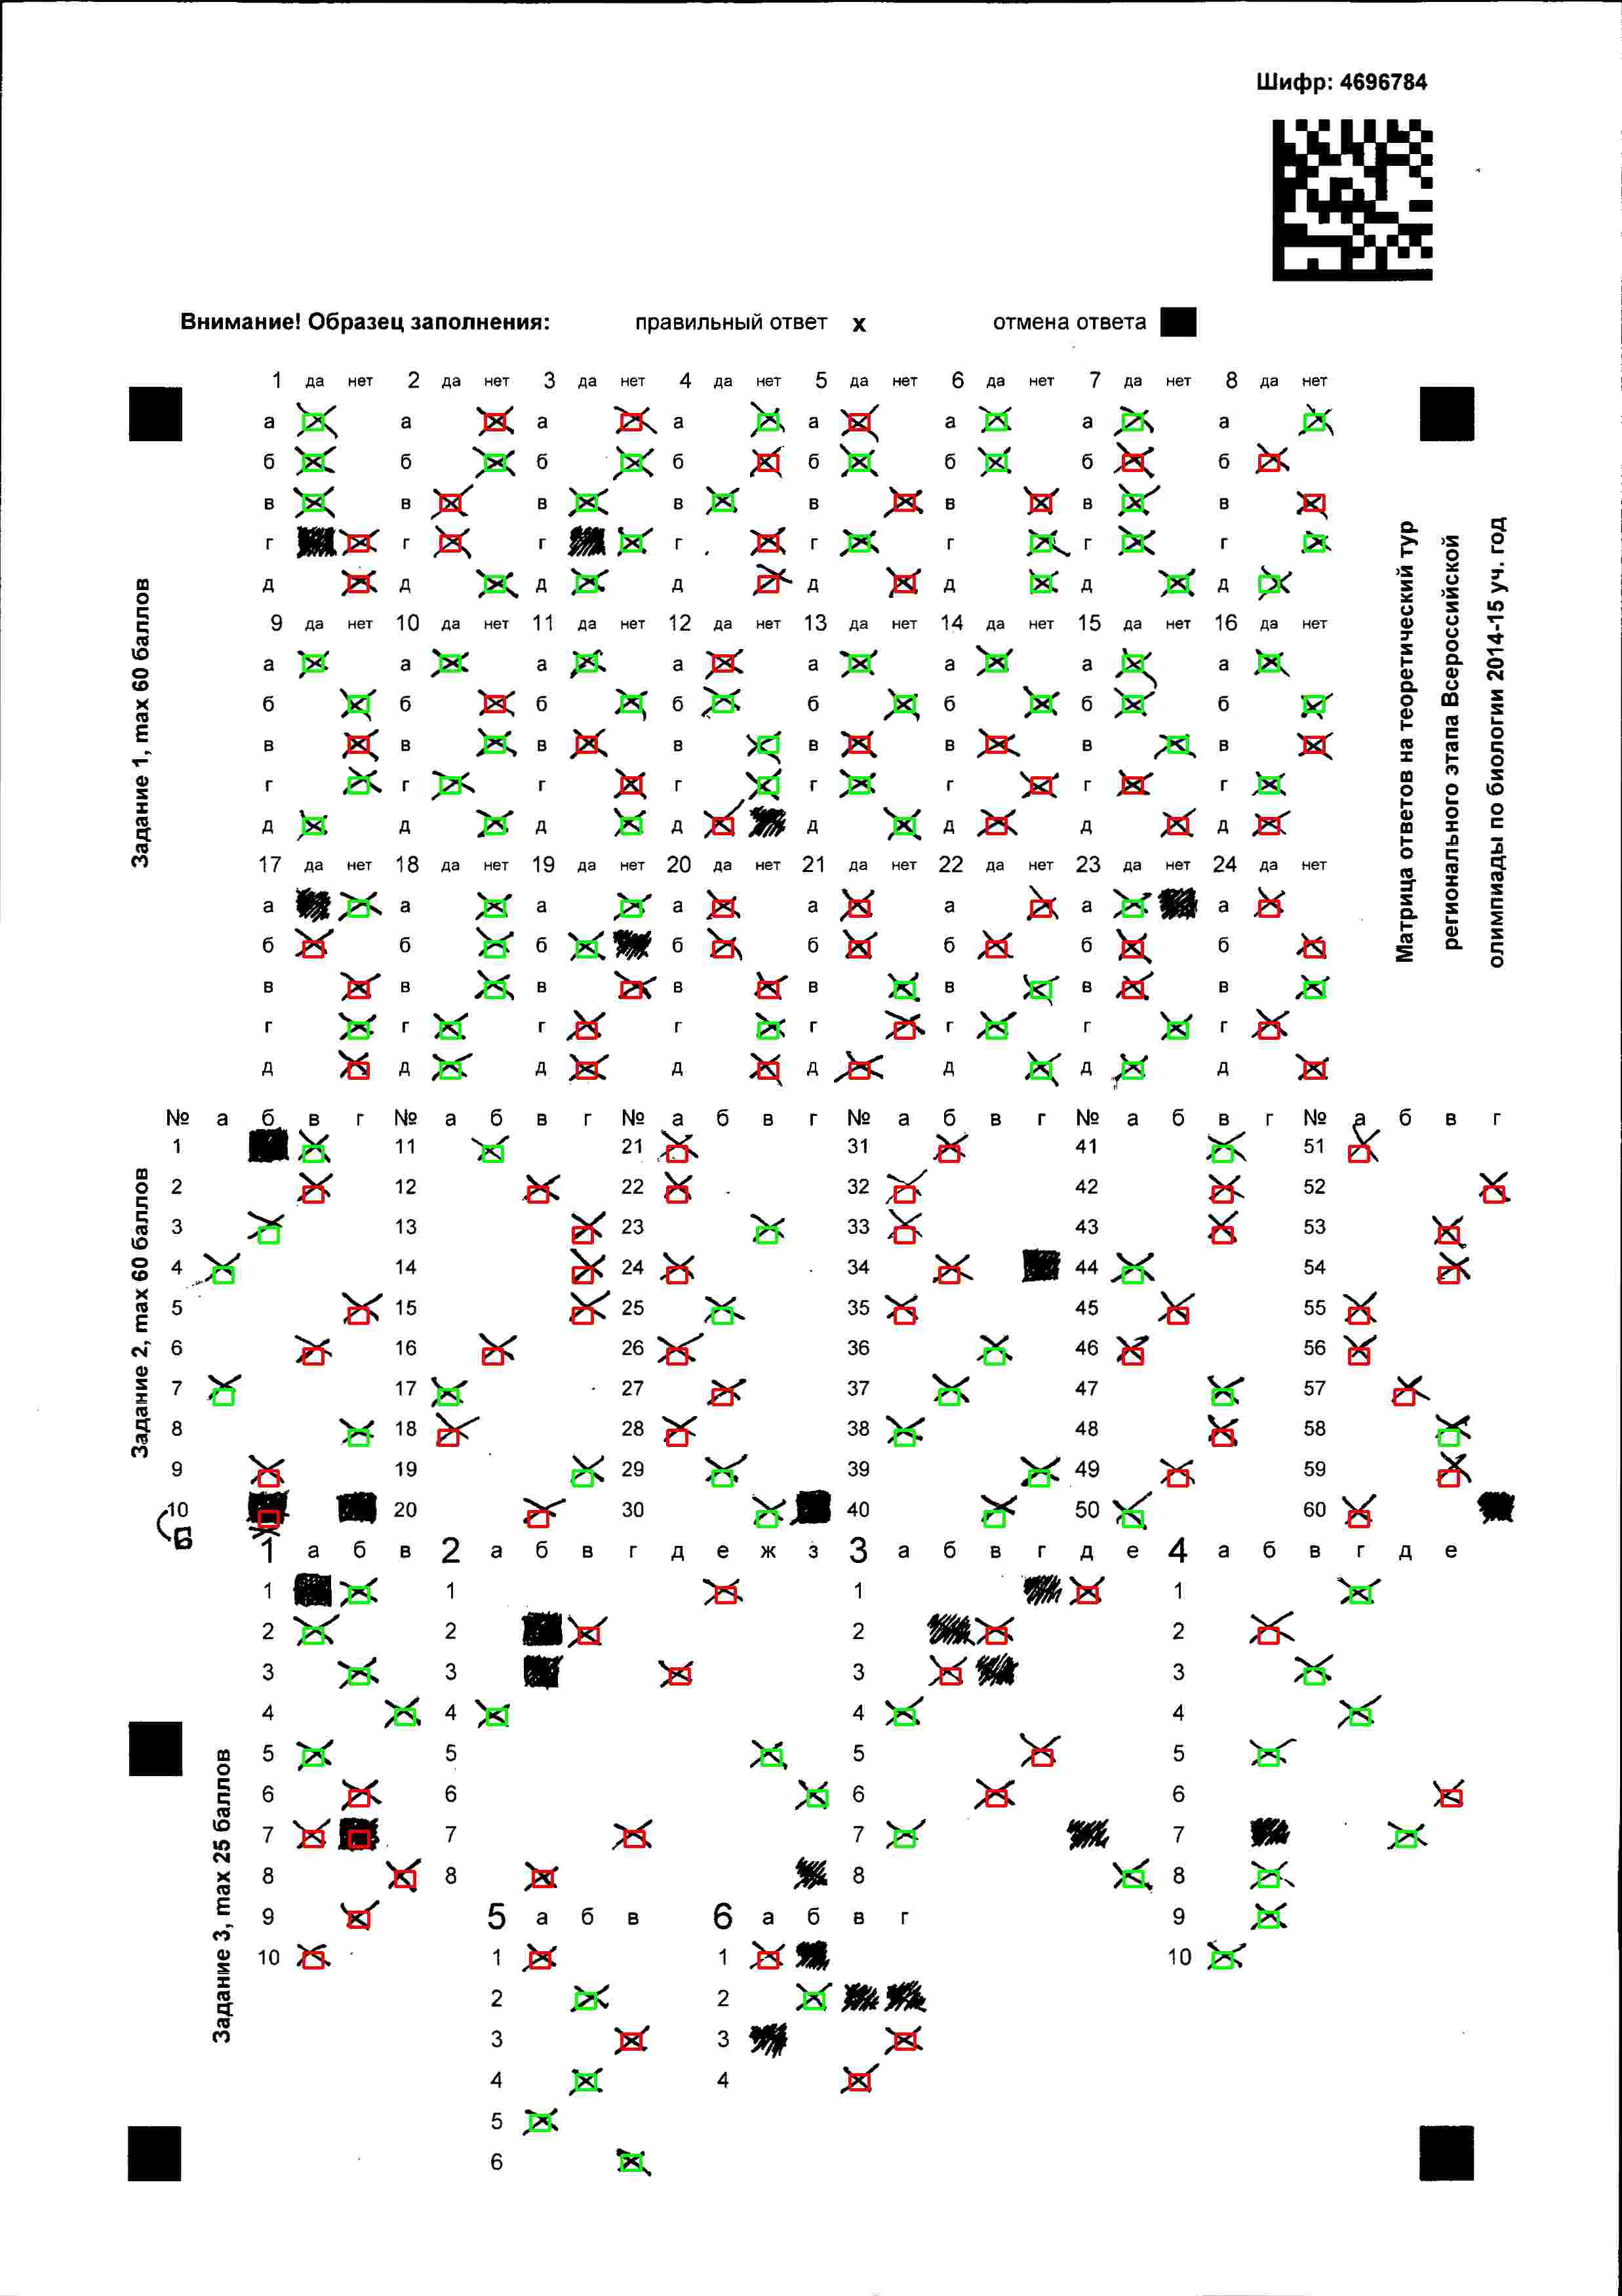 Шифр: 4696784
Внимание! Образец заполнения: правильный ответ x отмена ответа
1 да нет 2 да нет 3 да нет 4 да нет 5 да нет 6 да нет 7 да нет 8 да нет
а а а а а а а а
б б б б б б б б
в в в в в в в в
г г г г г г г г
д д д д д д д д
9 да нет 10 да нет 11 да нет 12 да нет 13 да нет 14 да нет 15 да нет 16 да нет
а а а а а а а а
б б б б б б б б
в в в в в в в в
г г г г г г г г
д д д д д д д д
17 да нет 18 да нет 19 да нет 20 да нет 21 да нет 22 да нет 23 да нет 24 да нет
а а а а а а а а
б б б б б б б б
в в в в в в в в
г г г г г г г г
д д д д д д д д
Задание 1, max 60 баллов
Матрица ответов на теоретический тур
регионального этапа Всероссийской
олимпиады по биологии 2014-15 уч. год
№ а б в г № а б в г № а б в г № а б в г № а б в г № а б в г
1 11 21 31 41 51
2 12 22 32 42 52
3 13 23 33 43 53
4 14 24 34 44 54
5 15 25 35 45 55
6 16 26 36 46 56
7 17 27 37 47 57
8 18 28 38 48 58
9 19 29 39 49 59
10 20 30 40 50 60
Б
Задание 2, max 60 баллов
1 а б в 2 а б в г д е ж з 3 а б в г д е 4 а б в г д е
1 1 1 1
2 2 2 2
3 3 3 3
4 4 4 4
5 5 5 5
6 6 6 6
7 7 7 7
8 8 8 8
9 5 а б в 6 а б в г 9
10 1 1 10
2 2
3 3
4 4
5
6
Задание 3, max 25 баллов